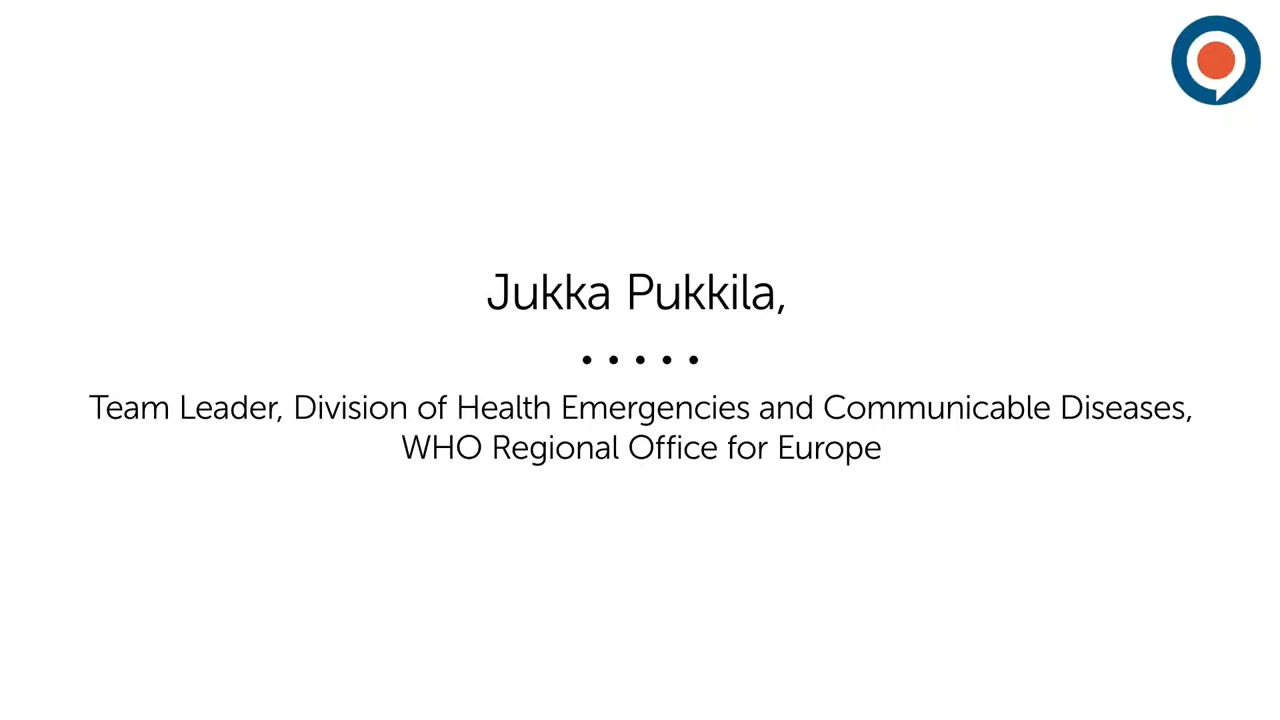 Jukka Pukkila,
• • • • •
Team Leader, Division of Health Emergencies and Communicable Diseases,
WHO Regional Office for Europe